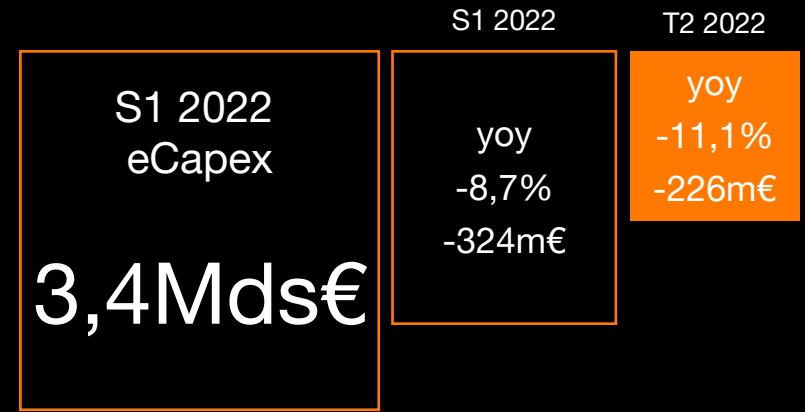 S1 2022
eCapex
3,4Mds€
S1 2022
yoy
-8,7%
-324m€
T2 2022
yoy
-11,1%
-226m€